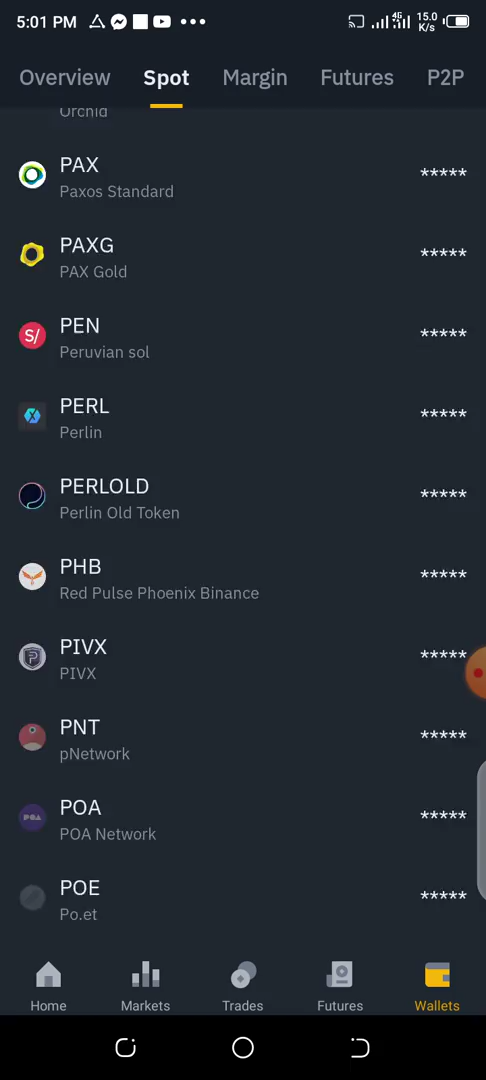 5:01 PM 4G 15.0 K/s
Overview Spot Margin Futures P2P
Orchid
PAX *****
Paxos Standard
PAXG *****
PAX Gold
S/ PEN *****
Peruvian sol
PERL *****
Perlin
PERLOLD *****
Perlin Old Token
PHB *****
Red Pulse Phoenix Binance
PIVX *****
PIVX
PNT *****
pNetwork
POA POA *****
POA Network
POE *****
Po.et
Home Markets Trades Futures Wallets